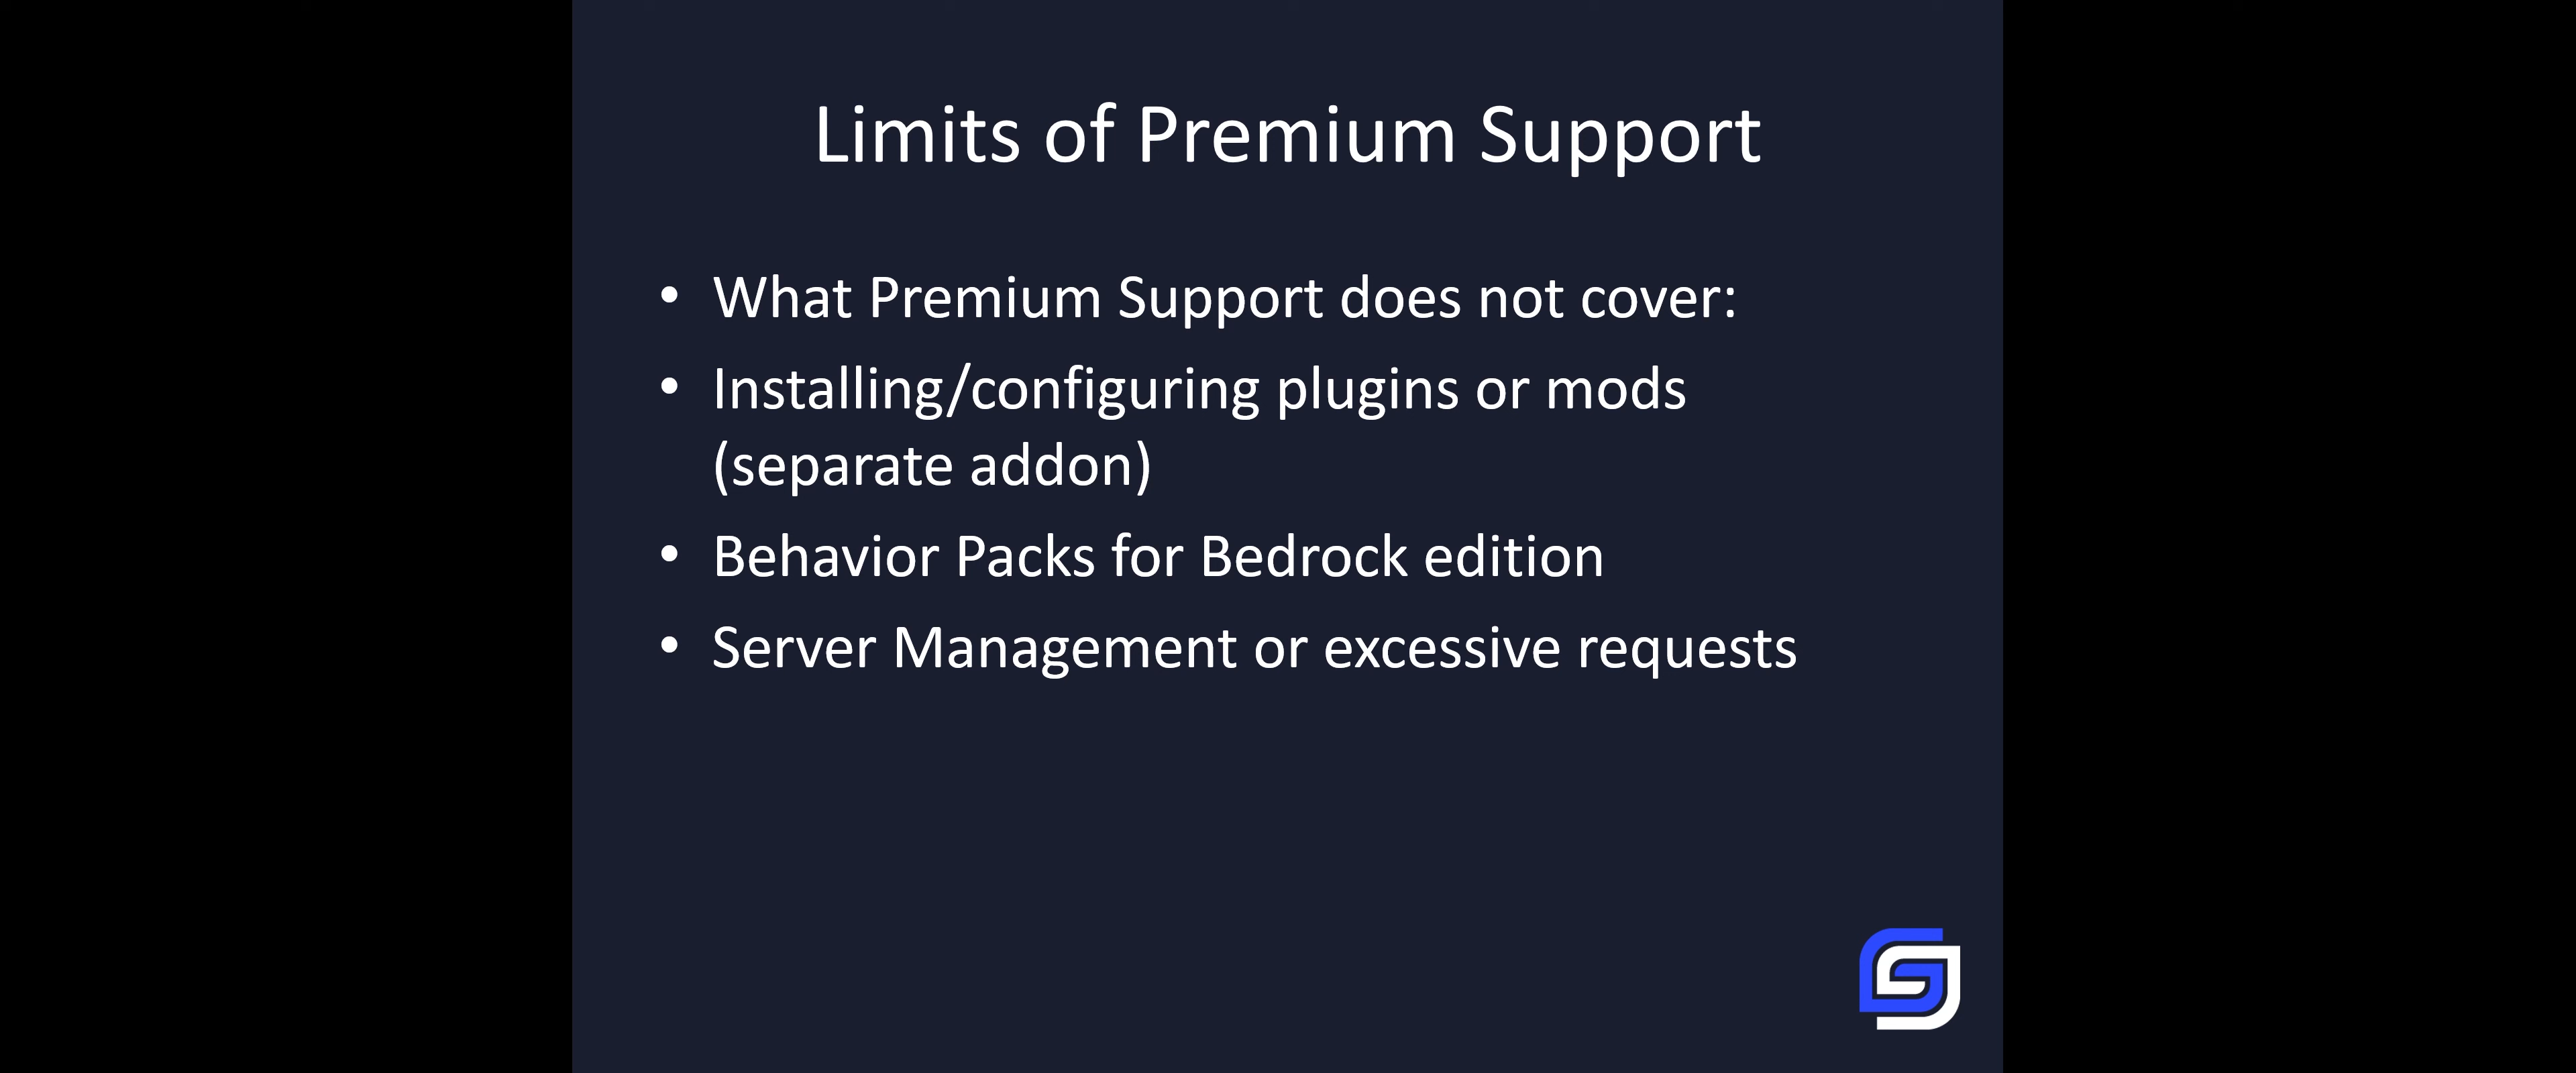 Limits of Premium Support
• What Premium Support does not cover:
• Installing/configuring plugins or mods
(separate addon)
• Behavior Packs for Bedrock edition
• Server Management or excessive requests